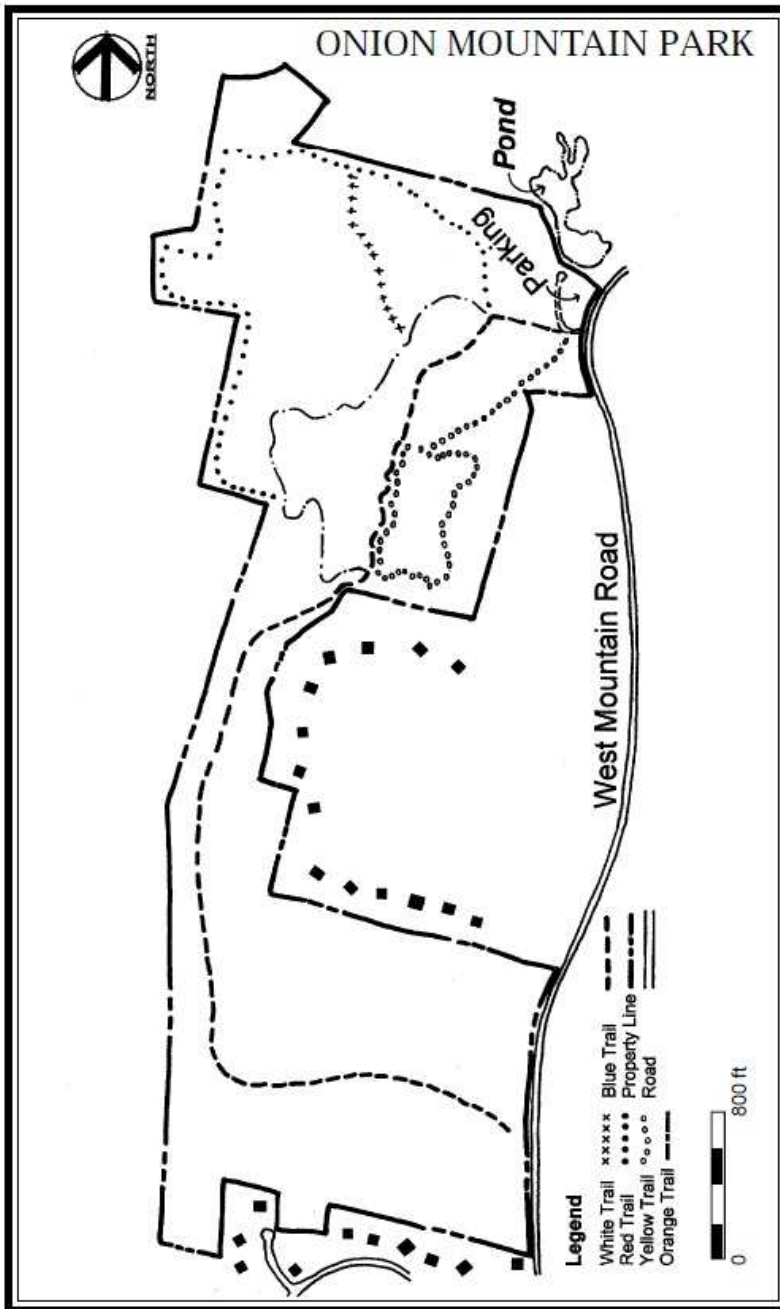 ONION MOUNTAIN PARK
NORTH
Pond
Parking
West Mountain Road
Legend
White Trail
Red Trail
Yellow Trail
Orange Trail
Blue Trail
Property Line
Road
0
800 ft